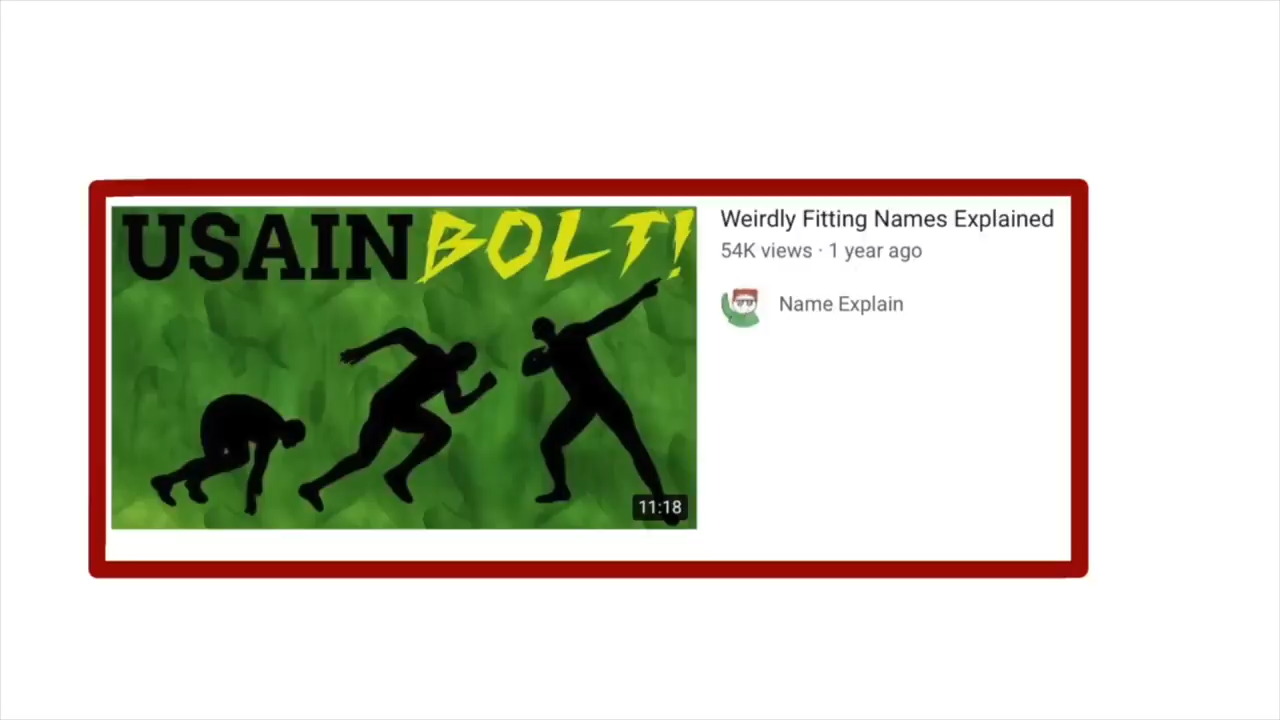 USAIN BOLT!
11:18
Weirdly Fitting Names Explained
54K views · 1 year ago
Name Explain